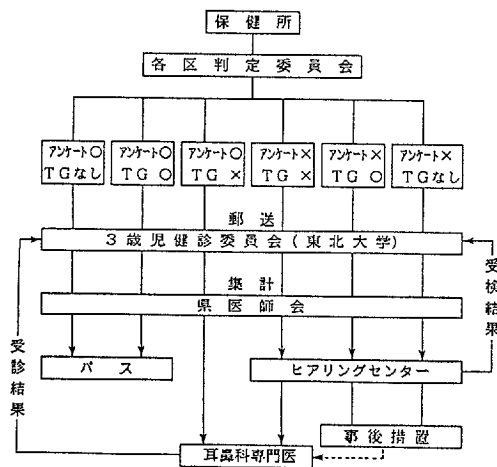 保健所
各区判定委員会
アンケート○
TGなし
アンケート○
TG ○
アンケート○
TG ×
アンケート×
TG ×
アンケート×
TG ○
アンケート×
TGなし
郵送
3歳児健診委員会(東北大学)
集計
県医師会
パス
ヒアリングセンター
事後措置
耳鼻科専門医
受診結果
受検結果